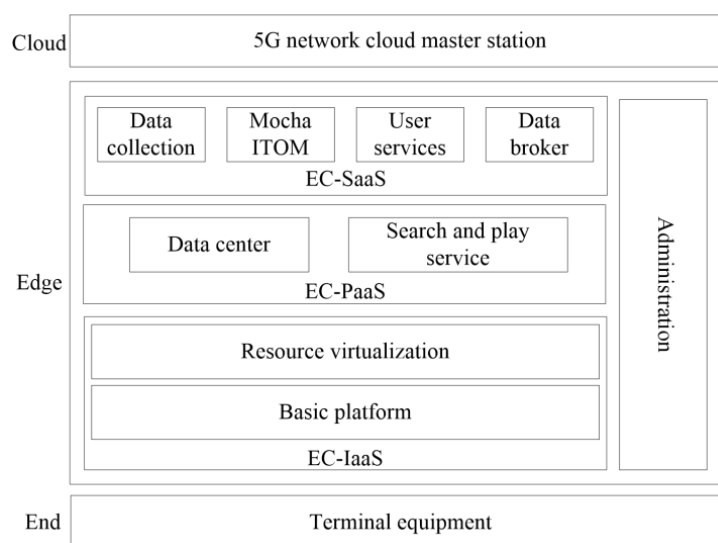 Cloud
5G network cloud master station
Data
collection
Mocha
ITOM
User
services
Data
broker
EC-SaaS
Edge
Data center
Search and play
service
EC-PaaS
Resource virtualization
Basic platform
EC-IaaS
Administration
End
Terminal equipment